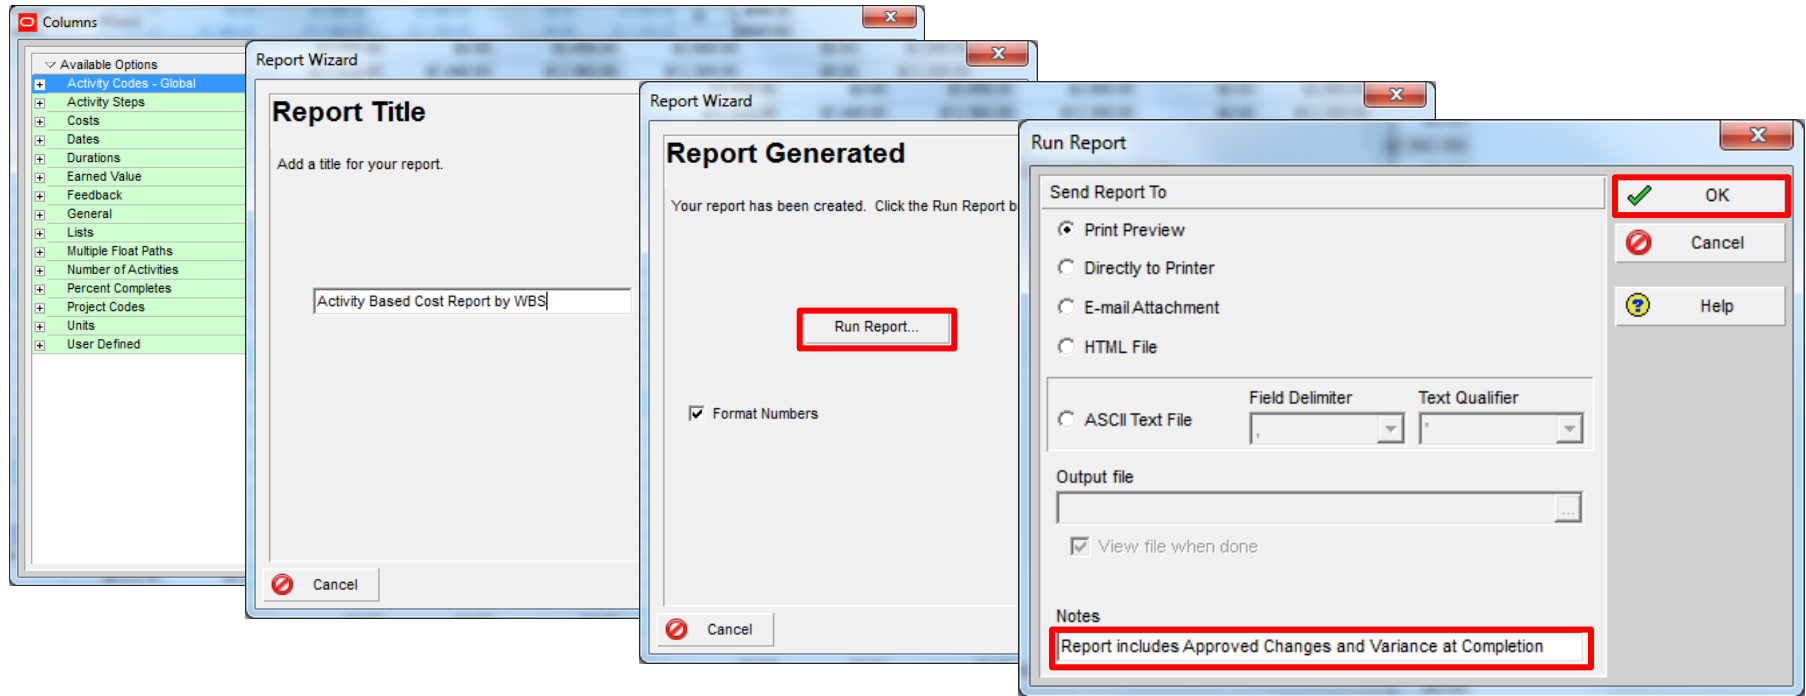 Columns
Available Options
Activity Codes - Global
Activity Steps
Costs
Dates
Durations
Earned Value
Feedback
General
Lists
Multiple Float Paths
Number of Activities
Percent Completes
Project Codes
Units
User Defined
Report Wizard
Report Title
Add a title for your report.
Activity Based Cost Report by WBS
Cancel
Report Wizard
Report Generated
Your report has been created. Click the Run Report b
Run Report...
Format Numbers
Cancel
Run Report
Send Report To
Print Preview
Directly to Printer
E-mail Attachment
HTML File
ASCII Text File
Field Delimiter
,
Text Qualifier
'
Output file
...
View file when done
Notes
Report includes Approved Changes and Variance at Completion
OK
Cancel
Help